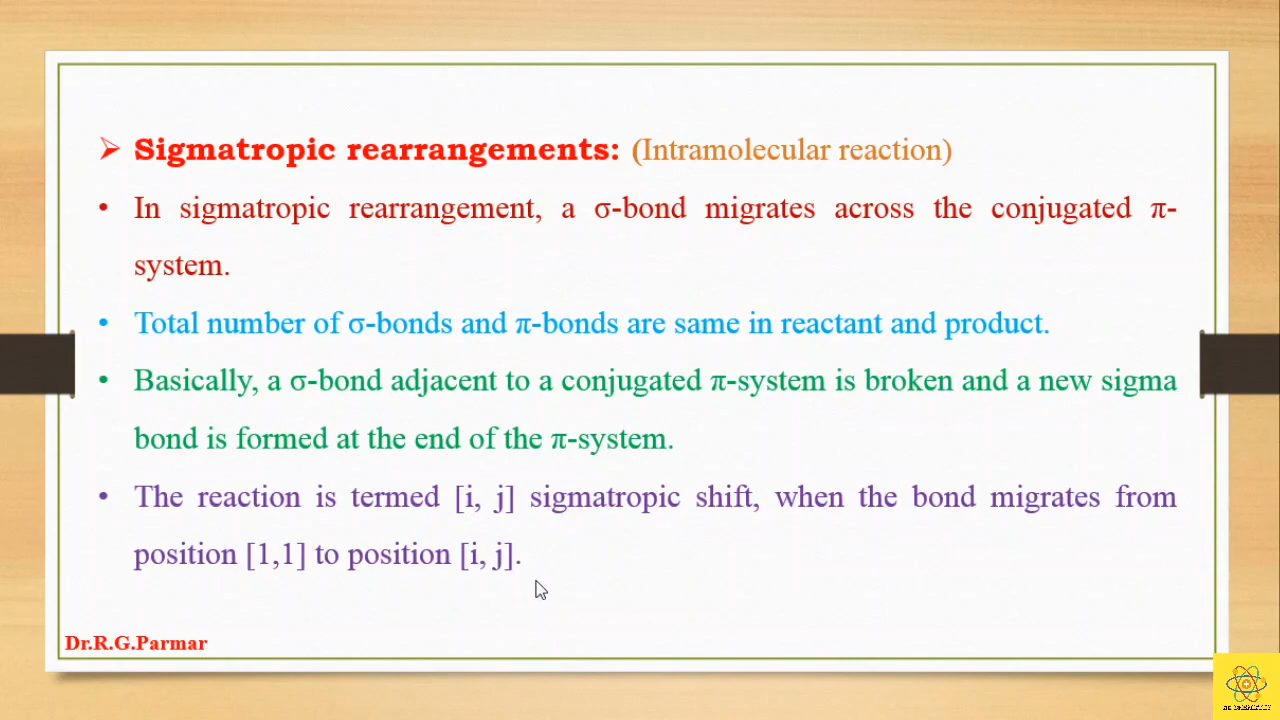 Sigmatropic rearrangements: (Intramolecular reaction)
• In sigmatropic rearrangement, a σ-bond migrates across the conjugated π-
system.
• Total number of σ-bonds and π-bonds are same in reactant and product.
• Basically, a σ-bond adjacent to a conjugated π-system is broken and a new sigma
bond is formed at the end of the π-system.
• The reaction is termed [i, j] sigmatropic shift, when the bond migrates from
position [1,1] to position [i, j].
Dr.R.G.Parmar